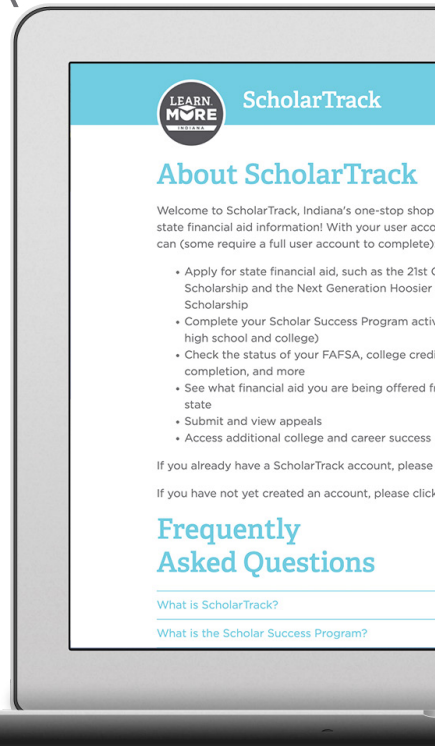 LEARN
MORE
INDIANA
ScholarTrack
About ScholarTrack
Welcome to ScholarTrack, Indiana's one-stop shop
state financial aid information! With your user
can (some require a full user account to complete)
• Apply for state financial aid, such as the 21st
Scholarship and the Next Generation Hoosier
Scholarship
• Complete your Scholar Success Program
high school and college)
• Check the status of your FAFSA, college
completion, and more
• See what financial aid you are being offered
state
• Submit and view appeals
• Access additional college and career success
If you already have a ScholarTrack account, please
If you have not yet created an account, please click
Frequently
Asked Questions
What is ScholarTrack?
What is the Scholar Success Program?